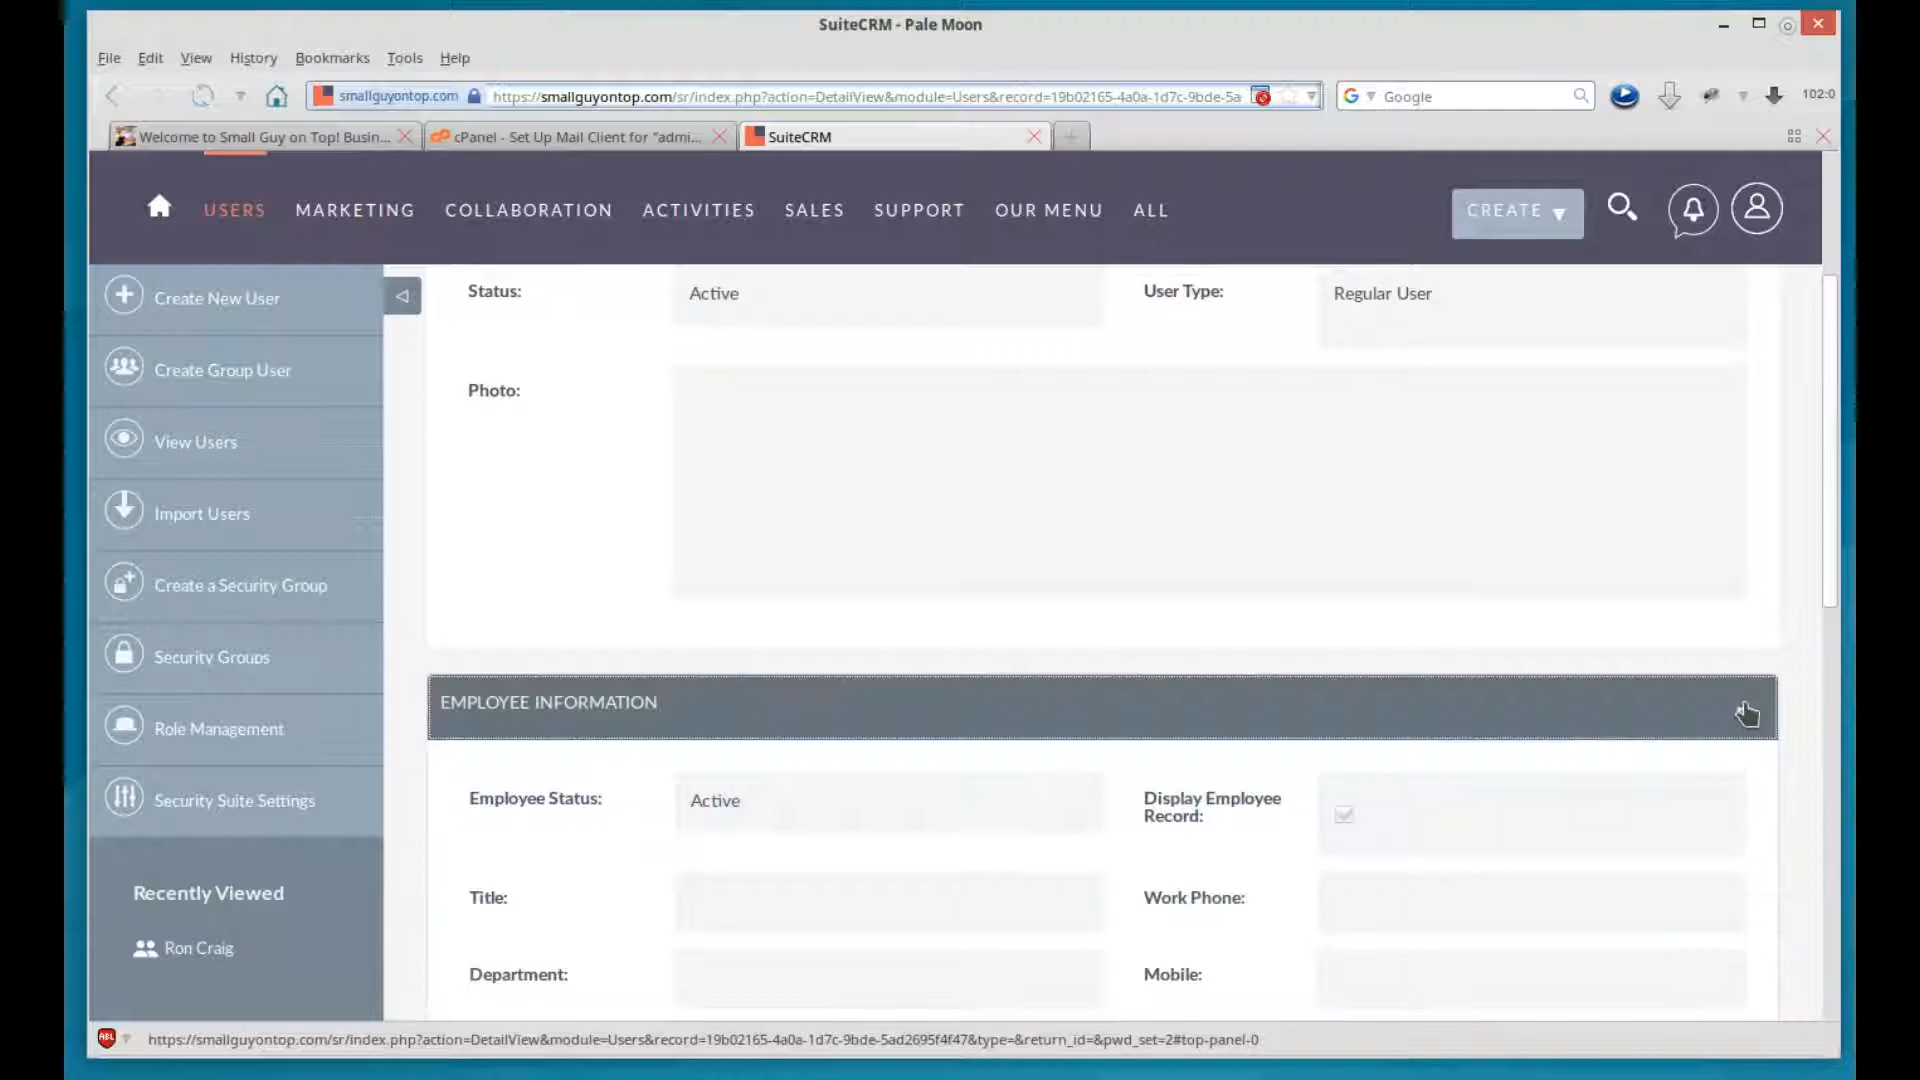 SuiteCRM - Pale Moon
File Edit View History Bookmarks Tools Help
smallguyontop.com https://smallguyontop.com/sr/index.php?action=DetailView&module=Users&record=19b02165-4a0a-1d7c-9bde-5a Google 102:0
Welcome to Small Guy on Top! Busin... cPanel - Set Up Mail Client for "admi... SuiteCRM
USERS MARKETING COLLABORATION ACTIVITIES SALES SUPPORT OUR MENU ALL CREATE
Create New User
Create Group User
View Users
Import Users
Create a Security Group
Security Groups
Role Management
Security Suite Settings
Recently Viewed
Ron Craig
Status: Active User Type: Regular User
Photo:
EMPLOYEE INFORMATION
Employee Status: Active Display Employee
Record:
Title: Work Phone:
Department: Mobile:
ABL https://smallguyontop.com/sr/index.php?action=DetailView&module=Users&record=19b02165-4a0a-1d7c-9bde-5ad2695f4f47&type=&return_id=&pwd_set=2#top-panel-0